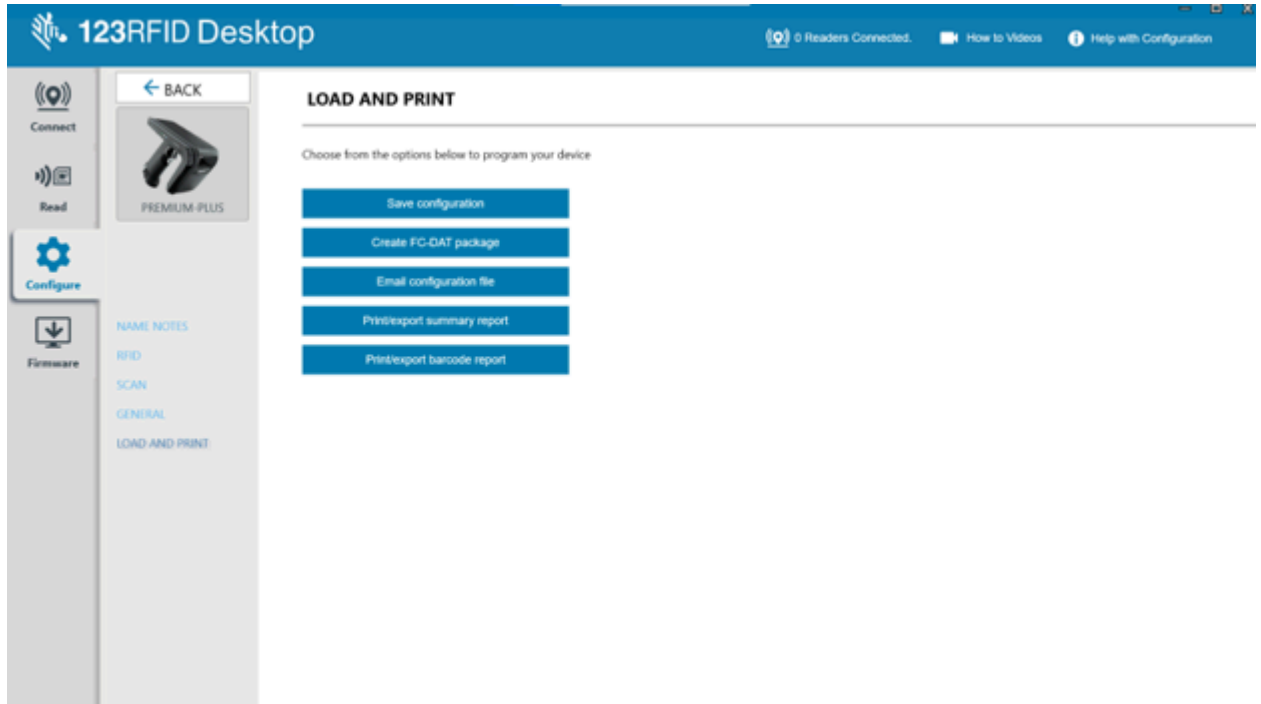 123RFID Desktop
0 Readers Connected.
How to Videos
Help with Configuration
Connect
Read
Configure
Firmware
BACK
PREMIUM-PLUS
NAME NOTES
RFID
SCAN
GENERAL
LOAD AND PRINT
LOAD AND PRINT
Choose from the options below to program your device
Save configuration
Create FC-DAT package
Email configuration file
Print/export summary report
Print/export barcode report